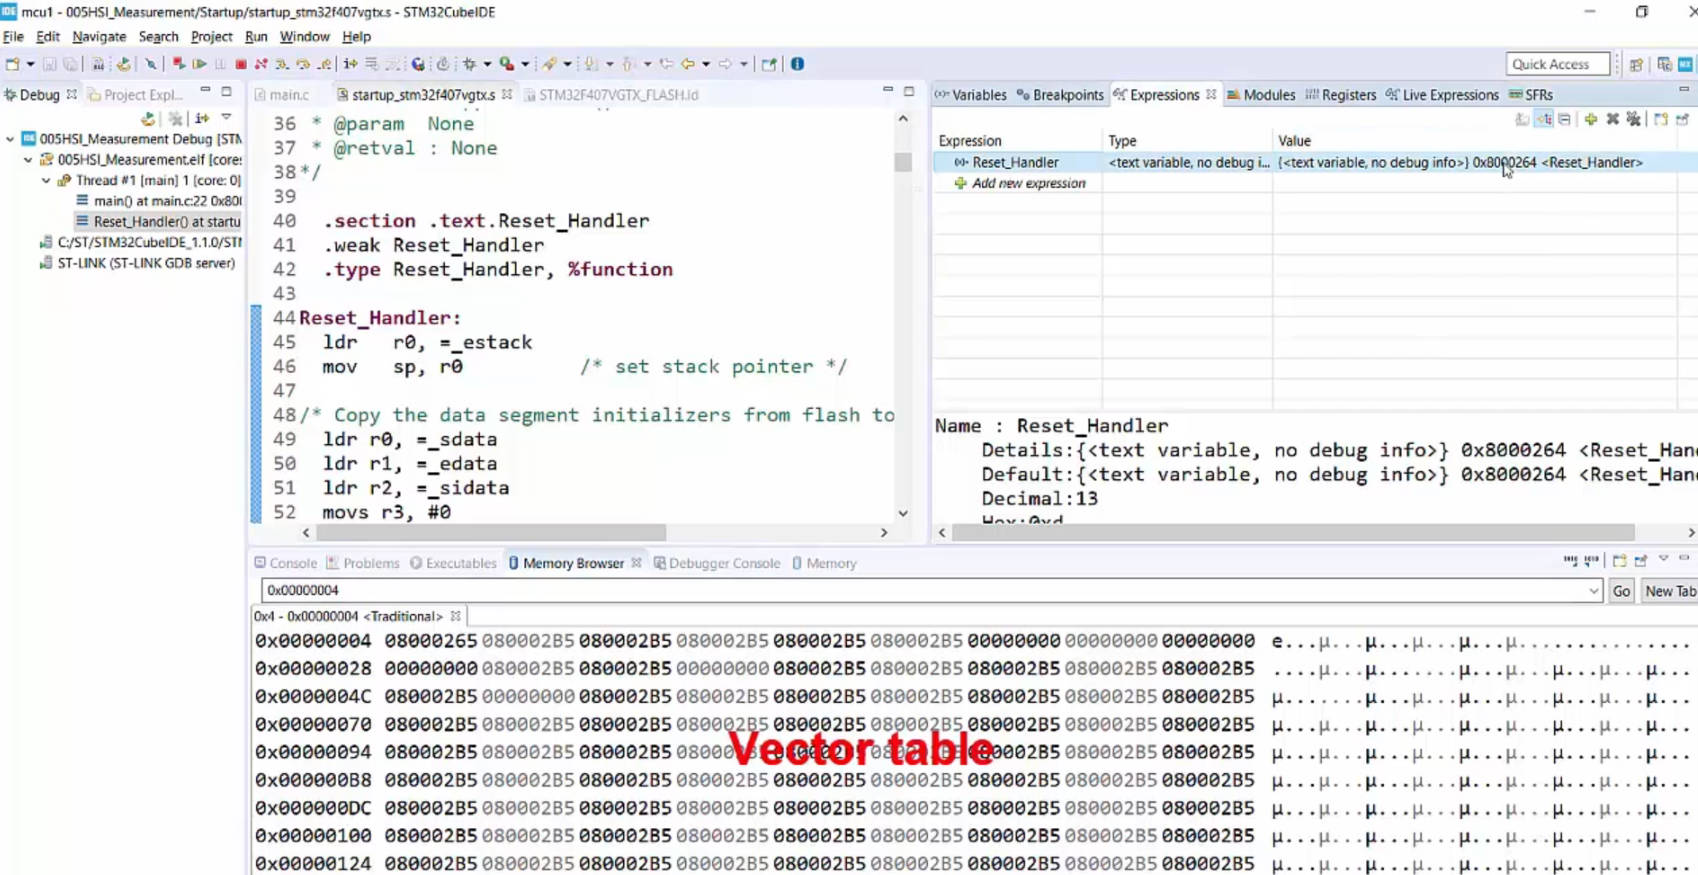 IDE mcu1 - 005HSI_Measurement/Startup/startup_stm32f407vgtx.s - STM32CubeIDE
File Edit Navigate Search Project Run Window Help
Quick Access
Debug Project Expl...
005HSI_Measurement Debug [STM
005HSI_Measurement.elf [core:
Thread #1 [main] 1 [core: 0]
main() at main.c:22 0x800
Reset_Handler() at startu
C:/ST/STM32CubeIDE_1.1.0/STM
ST-LINK (ST-LINK GDB server)
main.c startup_stm32f407vgtx.s STM32F407VGTX_FLASH.ld
36 * @param None
37 * @retval : None
38 */
39
40 .section .text.Reset_Handler
41 .weak Reset_Handler
42 .type Reset_Handler, %function
43
44 Reset_Handler:
45 ldr r0, =_estack
46 mov sp, r0 /* set stack pointer */
47
48 /* Copy the data segment initializers from flash to
49 ldr r0, =_sdata
50 ldr r1, =_edata
51 ldr r2, =_sidata
52 movs r3, #0
Variables Breakpoints Expressions Modules Registers Live Expressions SFRs
Expression Type Value
Reset_Handler <text variable, no debug i... {<text variable, no debug info>} 0x8000264 <Reset_Handler>
Add new expression
Name : Reset_Handler
Details:{<text variable, no debug info>} 0x8000264 <Reset_Han
Default:{<text variable, no debug info>} 0x8000264 <Reset_Han
Decimal:13
Hex:0xd
Console Problems Executables Memory Browser Debugger Console Memory
0x00000004 Go New Tab
0x4 - 0x00000004 <Traditional>
0x00000004 08000265 080002B5 080002B5 080002B5 080002B5 080002B5 00000000 00000000 00000000 e...µ...µ...µ...µ...µ............
0x00000028 00000000 080002B5 080002B5 00000000 080002B5 080002B5 080002B5 080002B5 080002B5 ....µ...µ....µ...µ...µ...µ...µ...
0x0000004C 080002B5 00000000 080002B5 080002B5 080002B5 080002B5 080002B5 080002B5 080002B5 µ.......µ...µ...µ...µ...µ...µ...µ...
0x00000070 080002B5 080002B5 080002B5 080002B5 080002B5 080002B5 080002B5 080002B5 080002B5 µ...µ...µ...µ...µ...µ...µ...µ...µ...
0x00000094 080002B5 080002B5 080002B5 080002B5 080002B5 080002B5 080002B5 080002B5 080002B5 µ...µ...µ...µ...µ...µ...µ...µ...µ...
Vector table
0x000000B8 080002B5 080002B5 080002B5 080002B5 080002B5 080002B5 080002B5 080002B5 080002B5 µ...µ...µ...µ...µ...µ...µ...µ...µ...
0x000000DC 080002B5 080002B5 080002B5 080002B5 080002B5 080002B5 080002B5 080002B5 080002B5 µ...µ...µ...µ...µ...µ...µ...µ...µ...
0x00000100 080002B5 080002B5 080002B5 080002B5 080002B5 080002B5 080002B5 080002B5 080002B5 µ...µ...µ...µ...µ...µ...µ...µ...µ...
0x00000124 080002B5 080002B5 080002B5 080002B5 080002B5 080002B5 080002B5 080002B5 080002B5 µ...µ...µ...µ...µ...µ...µ...µ...µ...